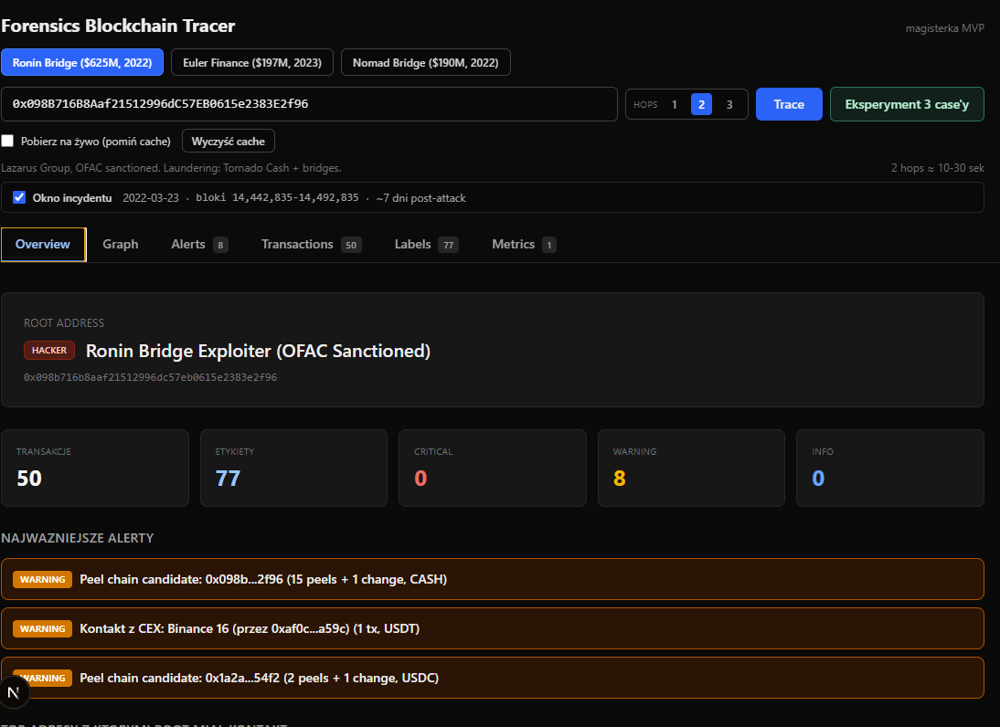 Forensics Blockchain Tracer
magisterka MVP
Ronin Bridge ($625M, 2022) Euler Finance ($197M, 2023) Nomad Bridge ($190M, 2022)
0x098B716B8Aaf21512996dC57EB0615e2383E2f96 HOPS 1 2 3 Trace Eksperyment 3 case'y
Pobierz na żywo (pomiń cache) Wyczyść cache
Lazarus Group, OFAC sanctioned. Laundering: Tornado Cash + bridges. 2 hops ≈ 10-30 sek
Okno incydentu 2022-03-23 · bloki 14,442,835-14,492,835 · ~7 dni post-attack
Overview Graph Alerts 8 Transactions 50 Labels 77 Metrics 1
ROOT ADDRESS
HACKER Ronin Bridge Exploiter (OFAC Sanctioned)
0x098b716b8aaf21512996dc57eb0615e2383e2f96
TRANSAKCJE ETYKIETY CRITICAL WARNING INFO
50 77 0 8 0
NAJWAZNIEJSZE ALERTY
WARNING Peel chain candidate: 0x098b...2f96 (15 peels + 1 change, CASH)
WARNING Kontakt z CEX: Binance 16 (przez 0xaf0c...a59c) (1 tx, USDT)
WARNING Peel chain candidate: 0x1a2a...54f2 (2 peels + 1 change, USDC)
N
TOP ADRESY Z KTORYMI ROOT MIAL KONTAKT